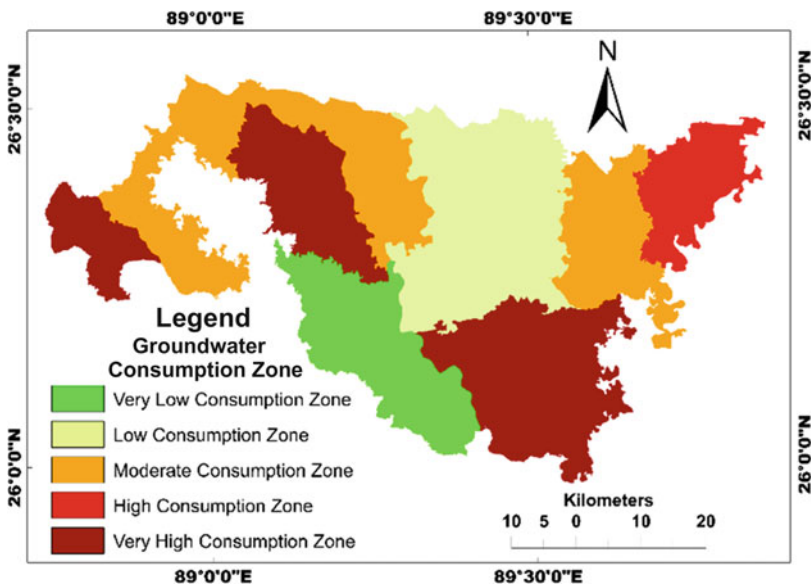 89°0'0"E 89°30'0"E
N
26°30'0"N 26°30'0"N
Legend
Groundwater
Consumption Zone
Very Low Consumption Zone
Low Consumption Zone
Moderate Consumption Zone
High Consumption Zone
Very High Consumption Zone
26°0'0"N 26°0'0"N
Kilometers
10 5 0 10 20
89°0'0"E 89°30'0"E